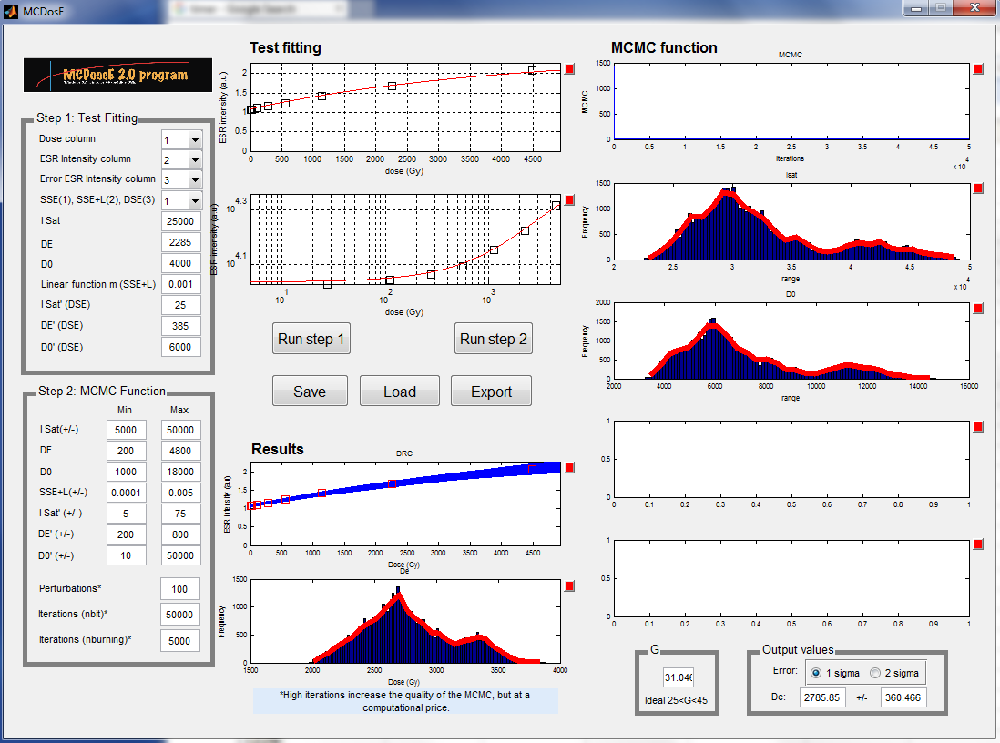 MCDosE
Test fitting
MCMC function
MCDoseE 2.0 program
Step 1: Test Fitting
Dose column 1
ESR Intensity column 2
Error ESR Intensity column 3
SSE(1); SSE+L(2); DSE(3) 1
I Sat 25000
DE 2285
D0 4000
Linear function m (SSE+L) 0.001
I Sat' (DSE) 25
DE' (DSE) 385
D0' (DSE) 6000
Step 2: MCMC Function
Min Max
I Sat(+/-) 5000 50000
DE 200 4800
D0 1000 18000
SSE+L(+/-) 0.0001 0.005
I Sat' (+/-) 5 75
DE' (+/-) 200 800
D0' (+/-) 10 50000
Perturbations* 100
Iterations (nbit)* 50000
Iterations (nburning)* 5000
ESR intensity (a.u)
2
1.5
1
0.5
0
0 500 1000 1500 2000 2500 3000 3500 4000 4500
dose (Gy)
ESR intensity (a.u)
10 4.3
10 4.1
10 1 10 2 10 3
dose (Gy)
Run step 1 Run step 2
Save Load Export
Results
DRC
ESR intensity (a.u)
2
1.5
1
0.5
0
0 500 1000 1500 2000 2500 3000 3500 4000 4500
Dose (Gy)
De
Frequency
1500
1000
500
0
1500 2000 2500 3000 3500 4000
Dose (Gy)
*High iterations increase the quality of the MCMC, but at a
computational price.
MCMC
MCMC
1500
1000
500
0
0 0.5 1 1.5 2 2.5 3 3.5 4 4.5 5
Iterations
x 10 4
Isat
Frequency
1500
1000
500
0
2 2.5 3 3.5 4 4.5 5
range
x 10 4
D0
Frequency
2000
1500
1000
500
0
2000 4000 6000 8000 10000 12000 14000 16000
range
1
0.5
0
0 0.1 0.2 0.3 0.4 0.5 0.6 0.7 0.8 0.9 1
1
0.5
0
0 0.1 0.2 0.3 0.4 0.5 0.6 0.7 0.8 0.9 1
G
31.046
Ideal 25<G<45
Output values
Error: 1 sigma 2 sigma
De: 2785.85 +/- 360.466